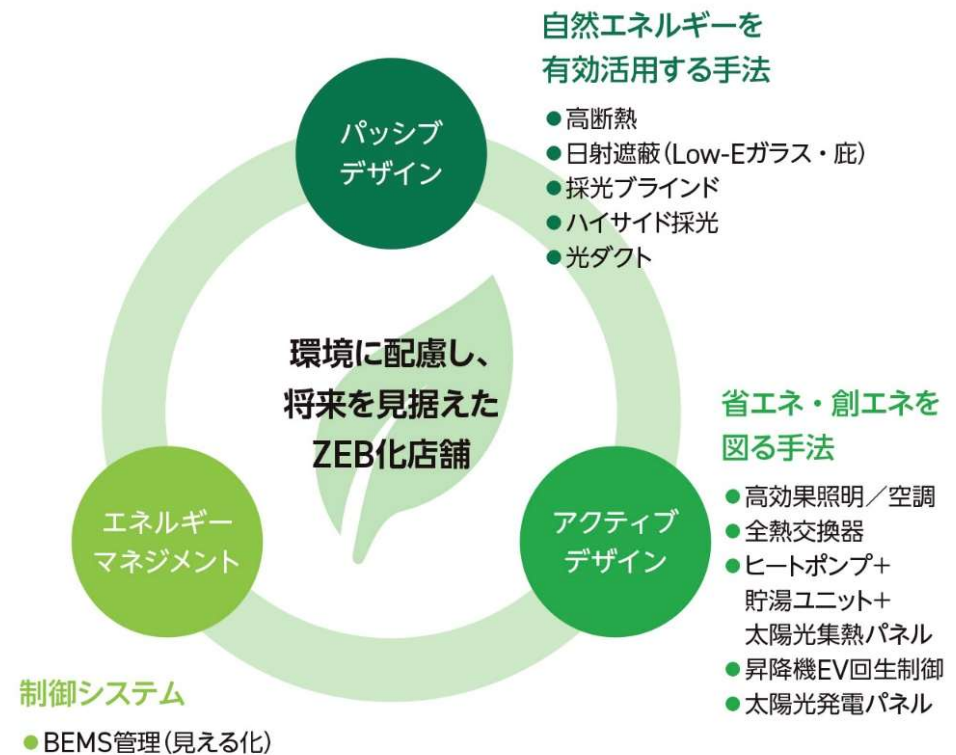 自然エネルギーを
有効活用する手法
●高断熱
●日射遮蔽(Low-Eガラス・庇)
●採光ブラインド
●ハイサイド採光
●光ダクト
パッシブ
デザイン
環境に配慮し、
将来を見据えた
ZEB化店舗
省エネ・創エネを
図る手法
●高効果照明／空調
●全熱交換器
●ヒートポンプ＋
貯湯ユニット＋
太陽光集熱パネル
●昇降機EV回生制御
●太陽光発電パネル
アクティブ
デザイン
エネルギー
マネジメント
制御システム
●BEMS管理(見える化)